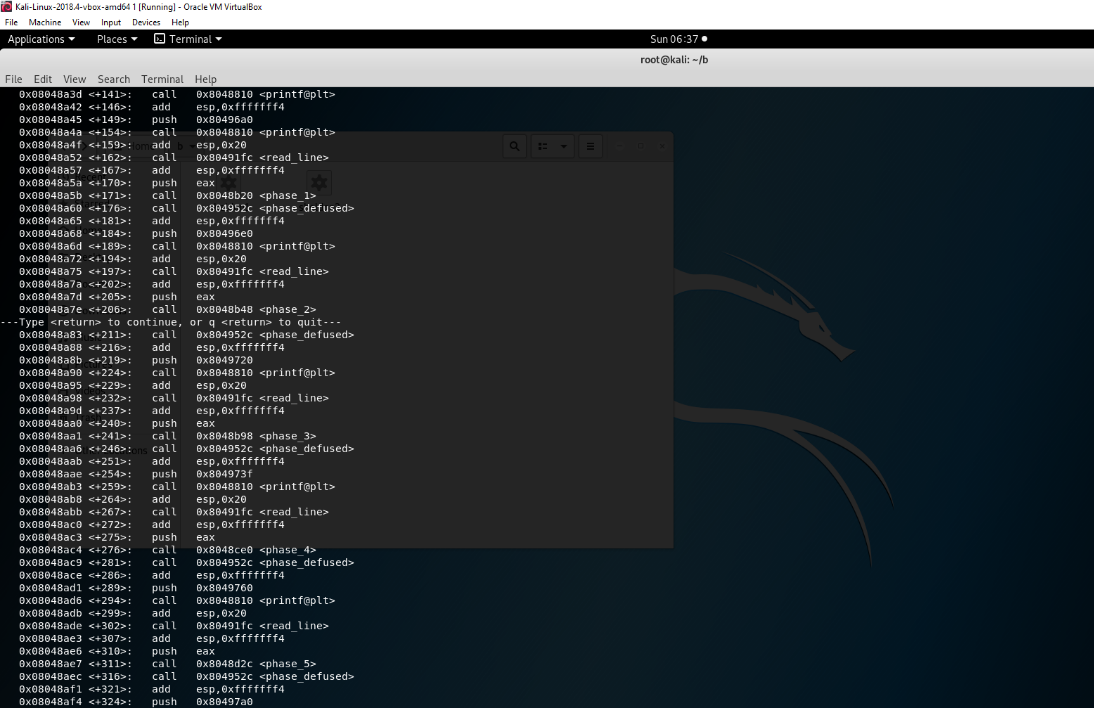 Kali-Linux-2018.4-vbox-amd64 1 [Running] - Oracle VM VirtualBox
File Machine View Input Devices Help
Applications Places Terminal Sun 06:37
root@kali: ~/b
File Edit View Search Terminal Help
0x08048a3d <+141>: call 0x8048810 <printf@plt>
0x08048a42 <+146>: add esp,0xfffffff4
0x08048a45 <+149>: push 0x80496a0
0x08048a4a <+154>: call 0x8048810 <printf@plt>
0x08048a4f <+159>: add esp,0x20
0x08048a52 <+162>: call 0x80491fc <read_line>
0x08048a57 <+167>: add esp,0xfffffff4
0x08048a5a <+170>: push eax
0x08048a5b <+171>: call 0x8048b20 <phase_1>
0x08048a60 <+176>: call 0x804952c <phase_defused>
0x08048a65 <+181>: add esp,0xfffffff4
0x08048a68 <+184>: push 0x80496e0
0x08048a6d <+189>: call 0x8048810 <printf@plt>
0x08048a72 <+194>: add esp,0x20
0x08048a75 <+197>: call 0x80491fc <read_line>
0x08048a7a <+202>: add esp,0xfffffff4
0x08048a7d <+205>: push eax
0x08048a7e <+206>: call 0x8048b48 <phase_2>
---Type <return> to continue, or q <return> to quit---
0x08048a83 <+211>: call 0x804952c <phase_defused>
0x08048a88 <+216>: add esp,0xfffffff4
0x08048a8b <+219>: push 0x8049720
0x08048a90 <+224>: call 0x8048810 <printf@plt>
0x08048a95 <+229>: add esp,0x20
0x08048a98 <+232>: call 0x80491fc <read_line>
0x08048a9d <+237>: add esp,0xfffffff4
0x08048aa0 <+240>: push eax
0x08048aa1 <+241>: call 0x8048b98 <phase_3>
0x08048aa6 <+246>: call 0x804952c <phase_defused>
0x08048aab <+251>: add esp,0xfffffff4
0x08048aae <+254>: push 0x804973f
0x08048ab3 <+259>: call 0x8048810 <printf@plt>
0x08048ab8 <+264>: add esp,0x20
0x08048abb <+267>: call 0x80491fc <read_line>
0x08048ac0 <+272>: add esp,0xfffffff4
0x08048ac3 <+275>: push eax
0x08048ac4 <+276>: call 0x8048ce0 <phase_4>
0x08048ac9 <+281>: call 0x804952c <phase_defused>
0x08048ace <+286>: add esp,0xfffffff4
0x08048ad1 <+289>: push 0x8049760
0x08048ad6 <+294>: call 0x8048810 <printf@plt>
0x08048adb <+299>: add esp,0x20
0x08048ade <+302>: call 0x80491fc <read_line>
0x08048ae3 <+307>: add esp,0xfffffff4
0x08048ae6 <+310>: push eax
0x08048ae7 <+311>: call 0x8048d2c <phase_5>
0x08048aec <+316>: call 0x804952c <phase_defused>
0x08048af1 <+321>: add esp,0xfffffff4
0x08048af4 <+324>: push 0x80497a0